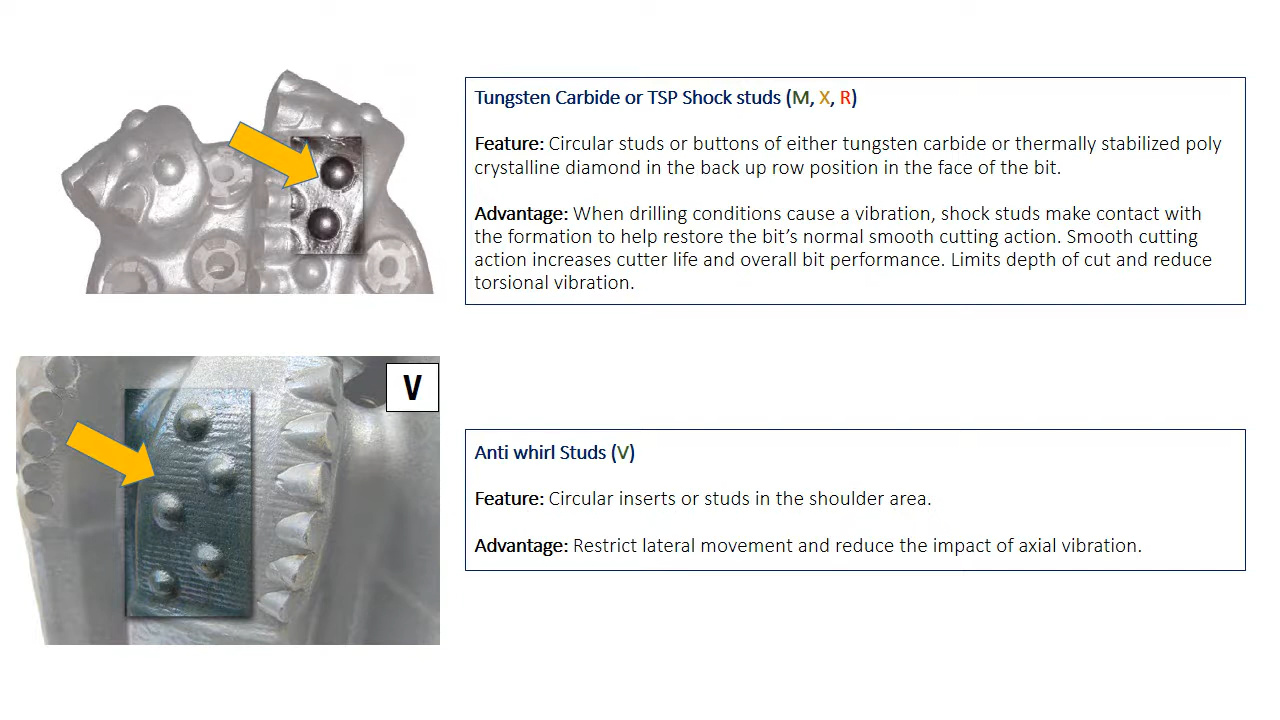 Tungsten Carbide or TSP Shock studs (M, X, R)
Feature: Circular studs or buttons of either tungsten carbide or thermally stabilized poly
crystalline diamond in the back up row position in the face of the bit.
Advantage: When drilling conditions cause a vibration, shock studs make contact with
the formation to help restore the bit’s normal smooth cutting action. Smooth cutting
action increases cutter life and overall bit performance. Limits depth of cut and reduce
torsional vibration.
V
Anti whirl Studs (V)
Feature: Circular inserts or studs in the shoulder area.
Advantage: Restrict lateral movement and reduce the impact of axial vibration.